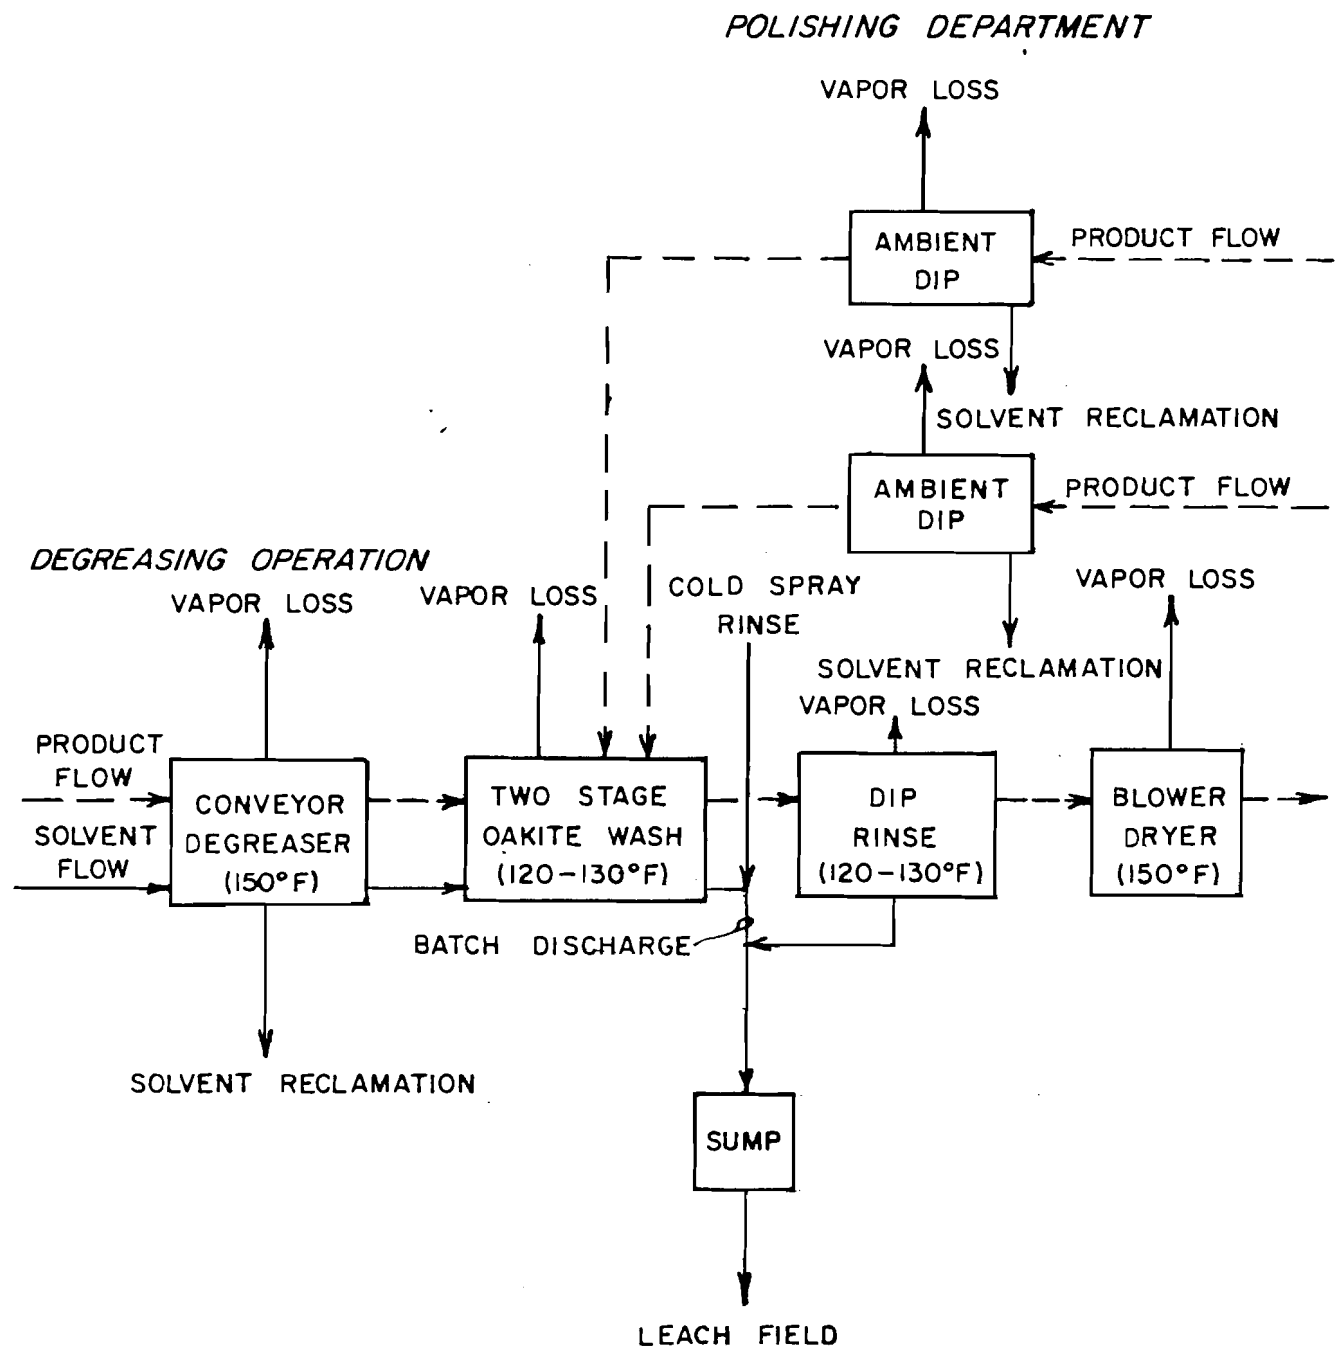 POLISHING DEPARTMENT
VAPOR LOSS
AMBIENT
DIP
PRODUCT FLOW
VAPOR LOSS
SOLVENT RECLAMATION
AMBIENT
DIP
PRODUCT FLOW
DEGREASING OPERATION
VAPOR LOSS
VAPOR LOSS
COLD SPRAY
RINSE
VAPOR LOSS
SOLVENT RECLAMATION
VAPOR LOSS
PRODUCT
FLOW
SOLVENT
FLOW
CONVEYOR
DEGREASER
(150°F)
TWO STAGE
OAKITE WASH
(120-130°F)
DIP
RINSE
(120-130°F)
BLOWER
DRYER
(150°F)
BATCH DISCHARGE
SOLVENT RECLAMATION
SUMP
LEACH FIELD